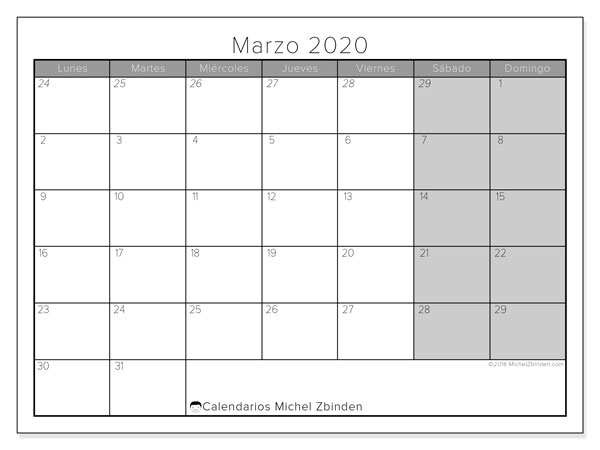 Marzo 2020
Lunes Martes Miércoles Jueves Viernes Sábado Domingo
24 25 26 27 28 29 1
2 3 4 5 6 7 8
9 10 11 12 13 14 15
16 17 18 19 20 21 22
23 24 25 26 27 28 29
30 31 ©2018 MichelZbinden.com
Calendarios Michel Zbinden